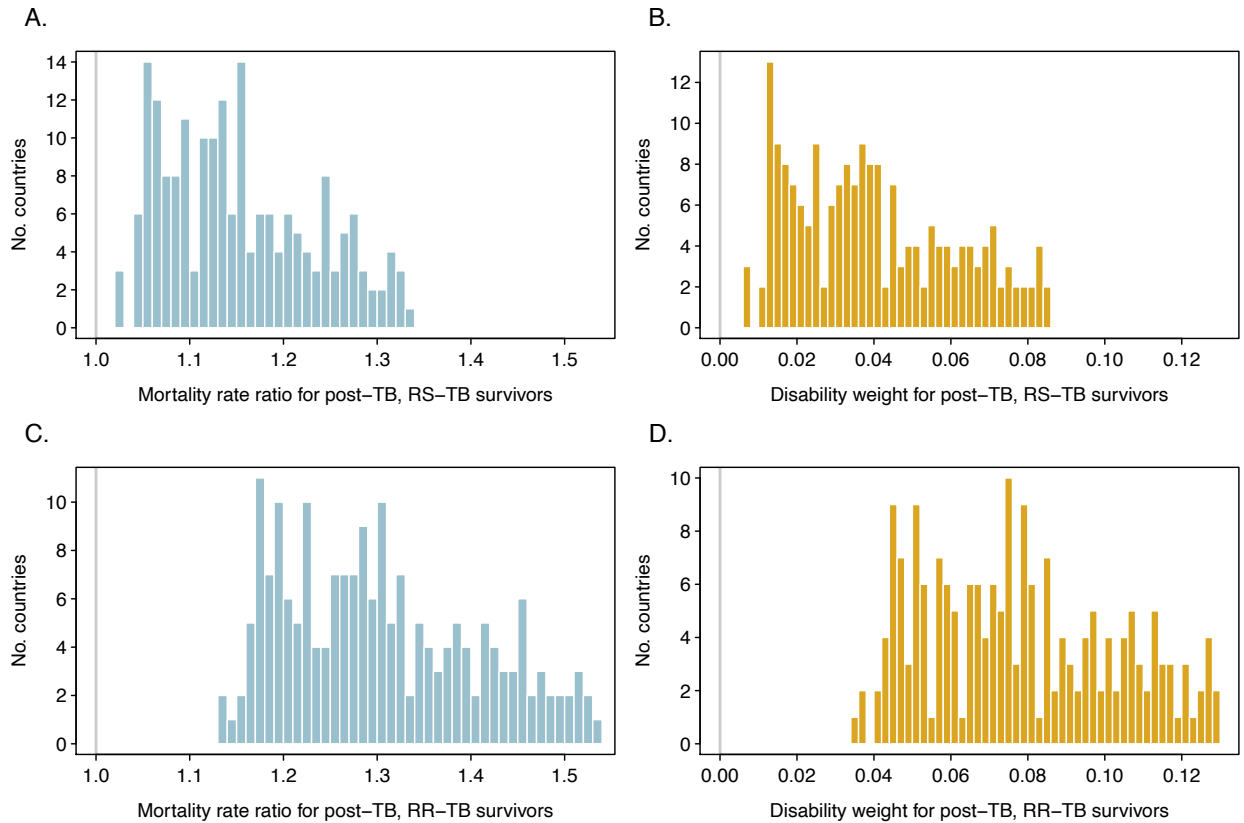 A.
14
12
10
8
6
4
2
0
No. countries
1.0 1.1 1.2 1.3 1.4 1.5
Mortality rate ratio for post−TB, RS−TB survivors
B.
12
10
8
6
4
2
0
No. countries
0.00 0.02 0.04 0.06 0.08 0.10 0.12
Disability weight for post−TB, RS−TB survivors
C.
10
8
6
4
2
0
No. countries
1.0 1.1 1.2 1.3 1.4 1.5
Mortality rate ratio for post−TB, RR−TB survivors
D.
10
8
6
4
2
0
No. countries
0.00 0.02 0.04 0.06 0.08 0.10 0.12
Disability weight for post−TB, RR−TB survivors